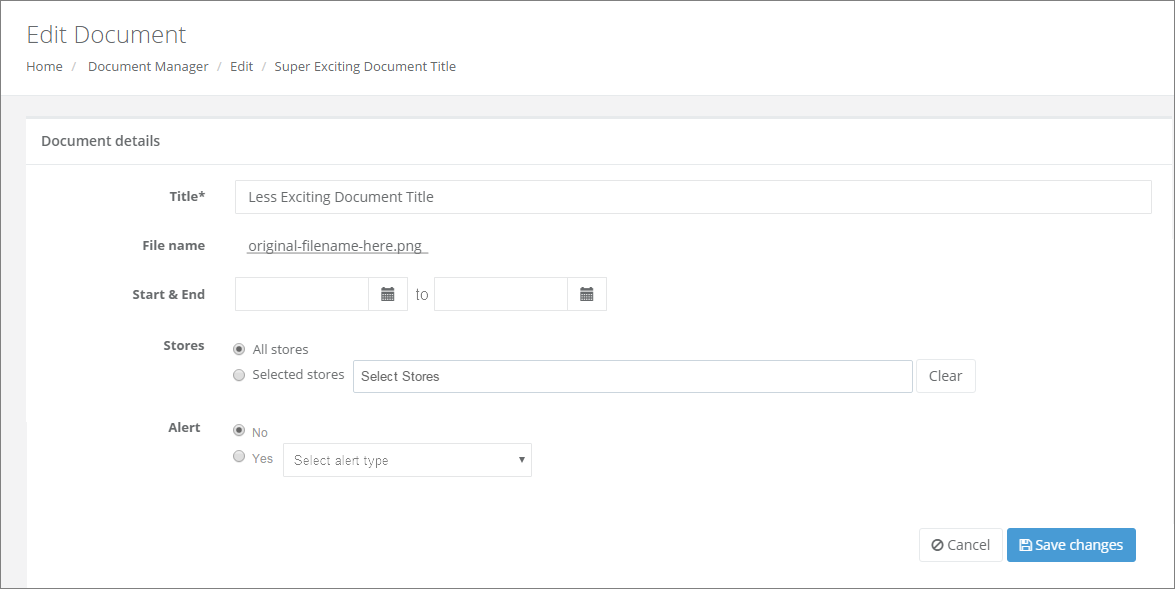 Edit Document
Home / Document Manager / Edit / Super Exciting Document Title
Document details
Title* Less Exciting Document Title
File name original-filename-here.png
Start & End to
Stores All stores
Selected stores Select Stores Clear
Alert No
Yes Select alert type
Cancel Save changes